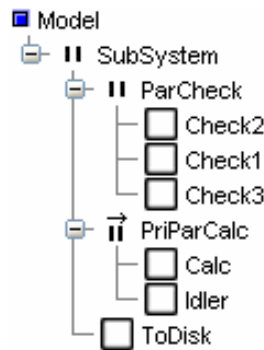 Model
SubSystem
ParCheck
Check2
Check1
Check3
PriParCalc
Calc
Idler
ToDisk